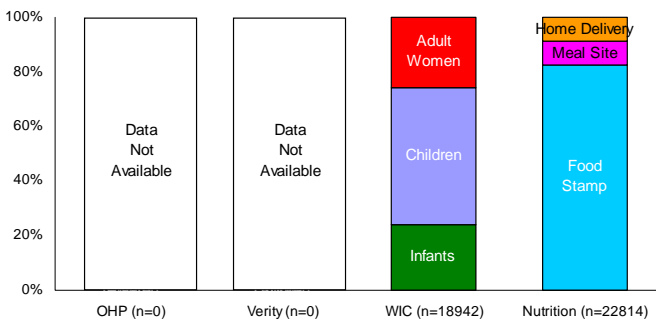 100%
80%
60%
40%
20%
0%
Data
Not
Available
Data
Not
Available
Adult
Women
Children
Infants
Home Delivery
Meal Site
Food
Stamp
OHP (n=0)
Verity (n=0)
WIC (n=18942)
Nutrition (n=22814)